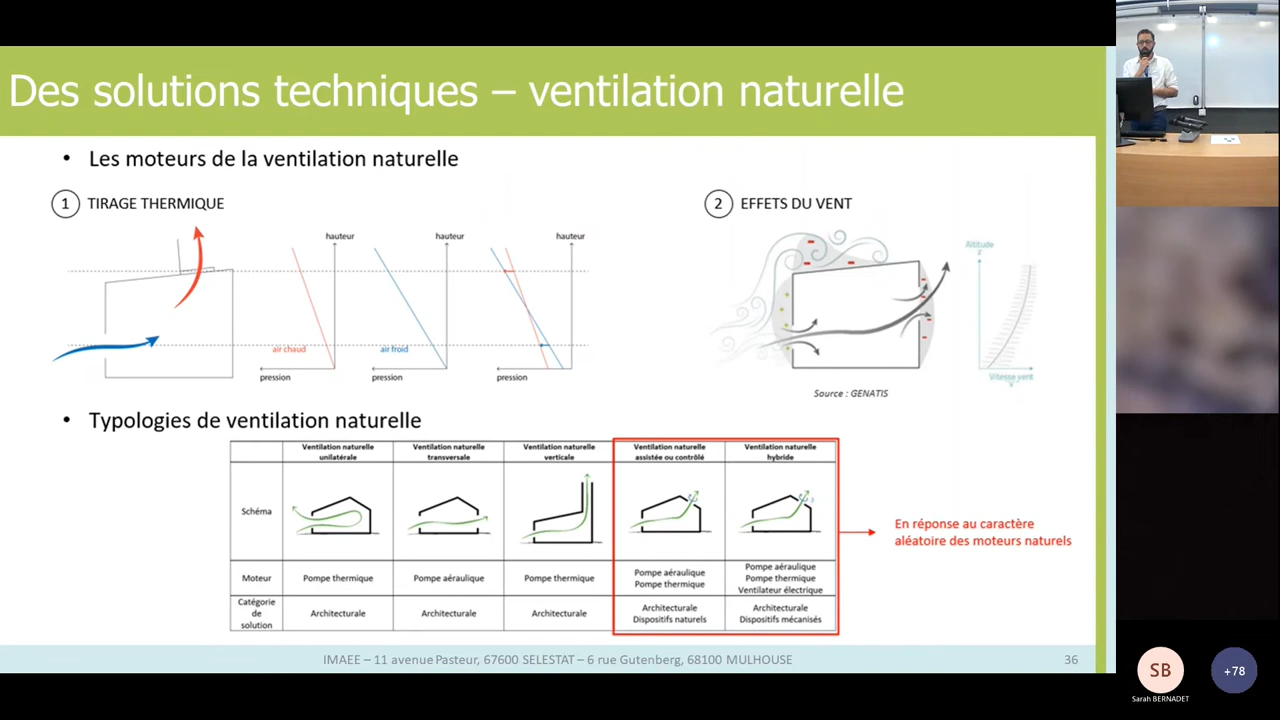 Des solutions techniques – ventilation naturelle
• Les moteurs de la ventilation naturelle
1 TIRAGE THERMIQUE
2 EFFETS DU VENT
hauteur
hauteur
hauteur
air chaud
air froid
pression
pression
pression
Altitude
z
Vitesse vent
V
Source : GENATIS
• Typologies de ventilation naturelle
Ventilation naturelle
unilatérale
Ventilation naturelle
transversale
Ventilation naturelle
verticale
Ventilation naturelle
assistée ou contrôlé
Ventilation naturelle
hybride
Schéma
En réponse au caractère
aléatoire des moteurs naturels
Moteur
Pompe thermique
Pompe aéraulique
Pompe thermique
Pompe aéraulique
Pompe thermique
Pompe aéraulique
Pompe thermique
Ventilateur électrique
Catégorie
de
solution
Architecturale
Architecturale
Architecturale
Architecturale
Dispositifs naturels
Architecturale
Dispositifs mécanisés
IMAEE – 11 avenue Pasteur, 67600 SELESTAT – 6 rue Gutenberg, 68100 MULHOUSE
36
SB
+78
Sarah BERNADET